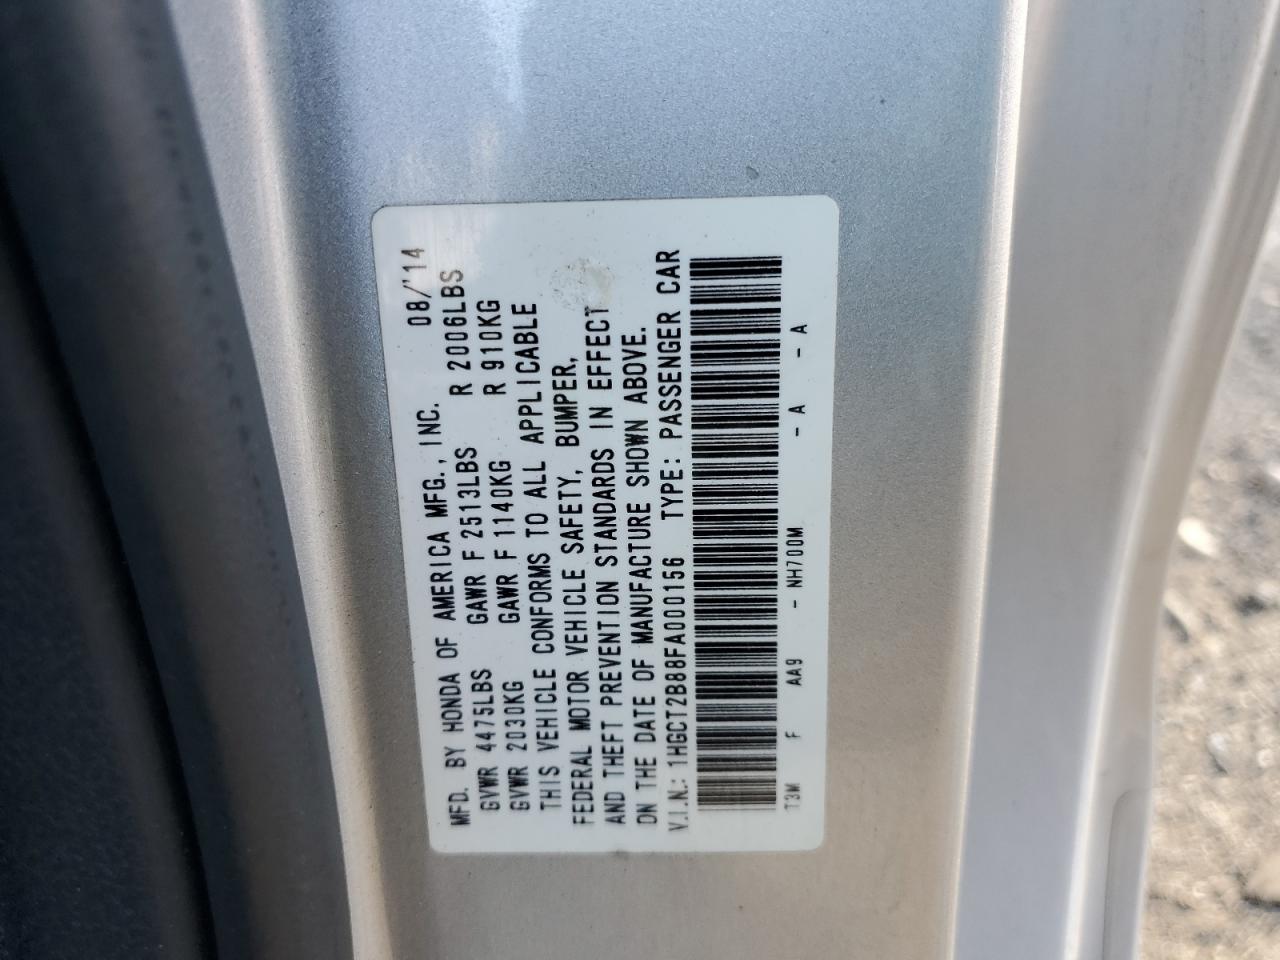 MFD. BY HONDA OF AMERICA MFG., INC. 08/'14
GVWR 4475LBS GAWR F 2513LBS R 2006LBS
GVWR 2030KG GAWR F 1140KG R 910KG
THIS VEHICLE CONFORMS TO ALL APPLICABLE
FEDERAL MOTOR VEHICLE SAFETY, BUMPER,
AND THEFT PREVENTION STANDARDS IN EFFECT
ON THE DATE OF MANUFACTURE SHOWN ABOVE.
V.I.N.: 1HGCT2B88FA000156 TYPE: PASSENGER CAR
T3M F AA9 - NH700M - A - A